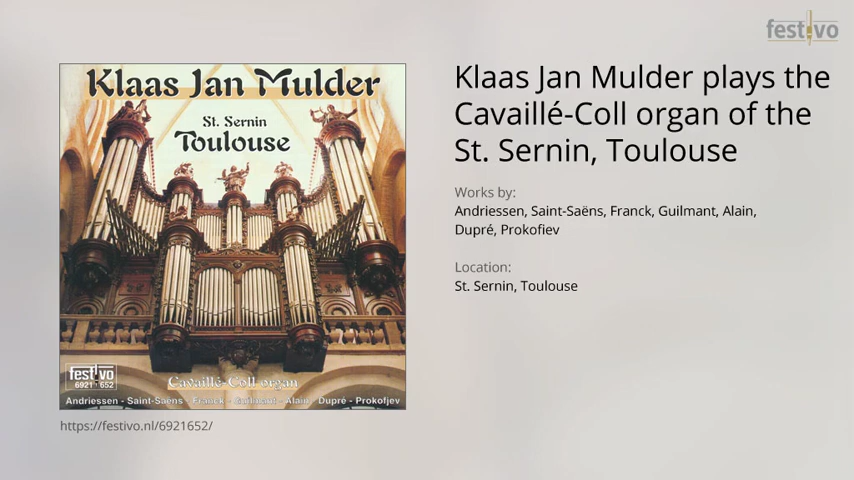 festivo
Klaas Jan Mulder
St. Sernin
Toulouse
festivo
6921 652
Cavaillé-Coll organ
Andriessen - Saint-Saëns - Franck - Guilmant - Alain - Dupré - Prokofjev
https://festivo.nl/6921652/
Klaas Jan Mulder plays the
Cavaillé-Coll organ of the
St. Sernin, Toulouse
Works by:
Andriessen, Saint-Saëns, Franck, Guilmant, Alain,
Dupré, Prokofiev
Location:
St. Sernin, Toulouse